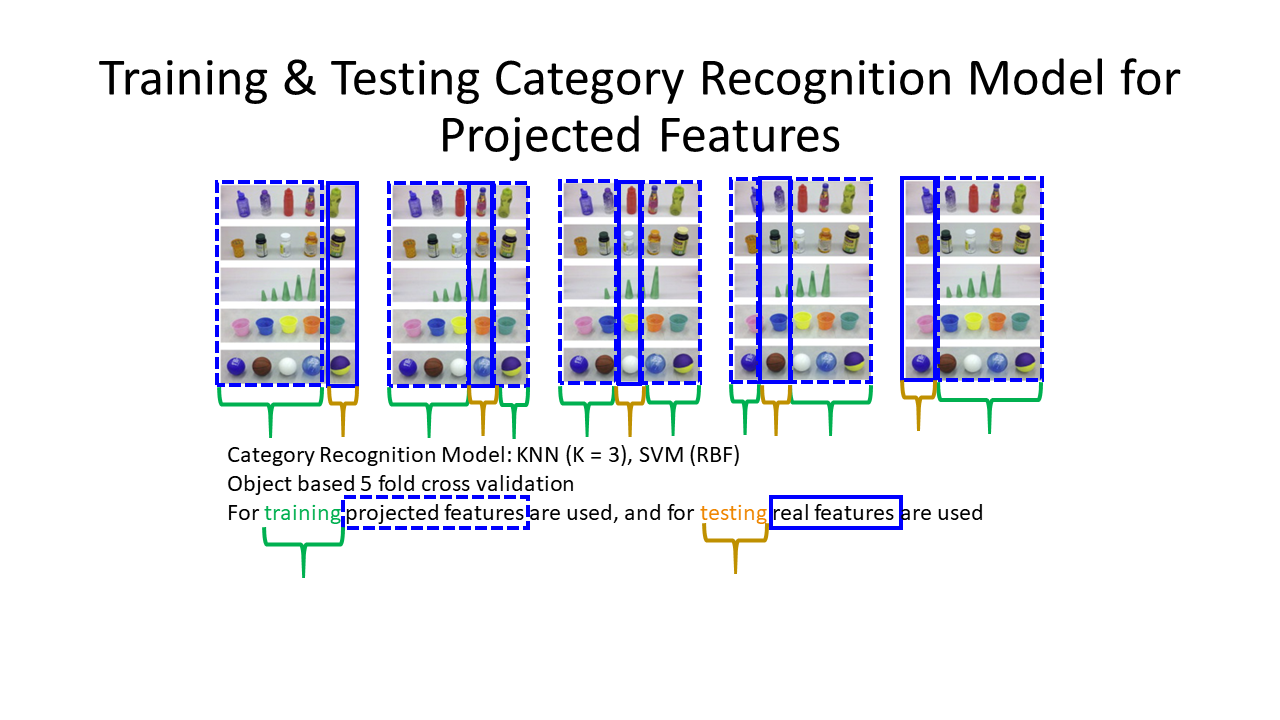 Training & Testing Category Recognition Model for
Projected Features
Category Recognition Model: KNN (K = 3), SVM (RBF)
Object based 5 fold cross validation
For training projected features are used, and for testing real features are used